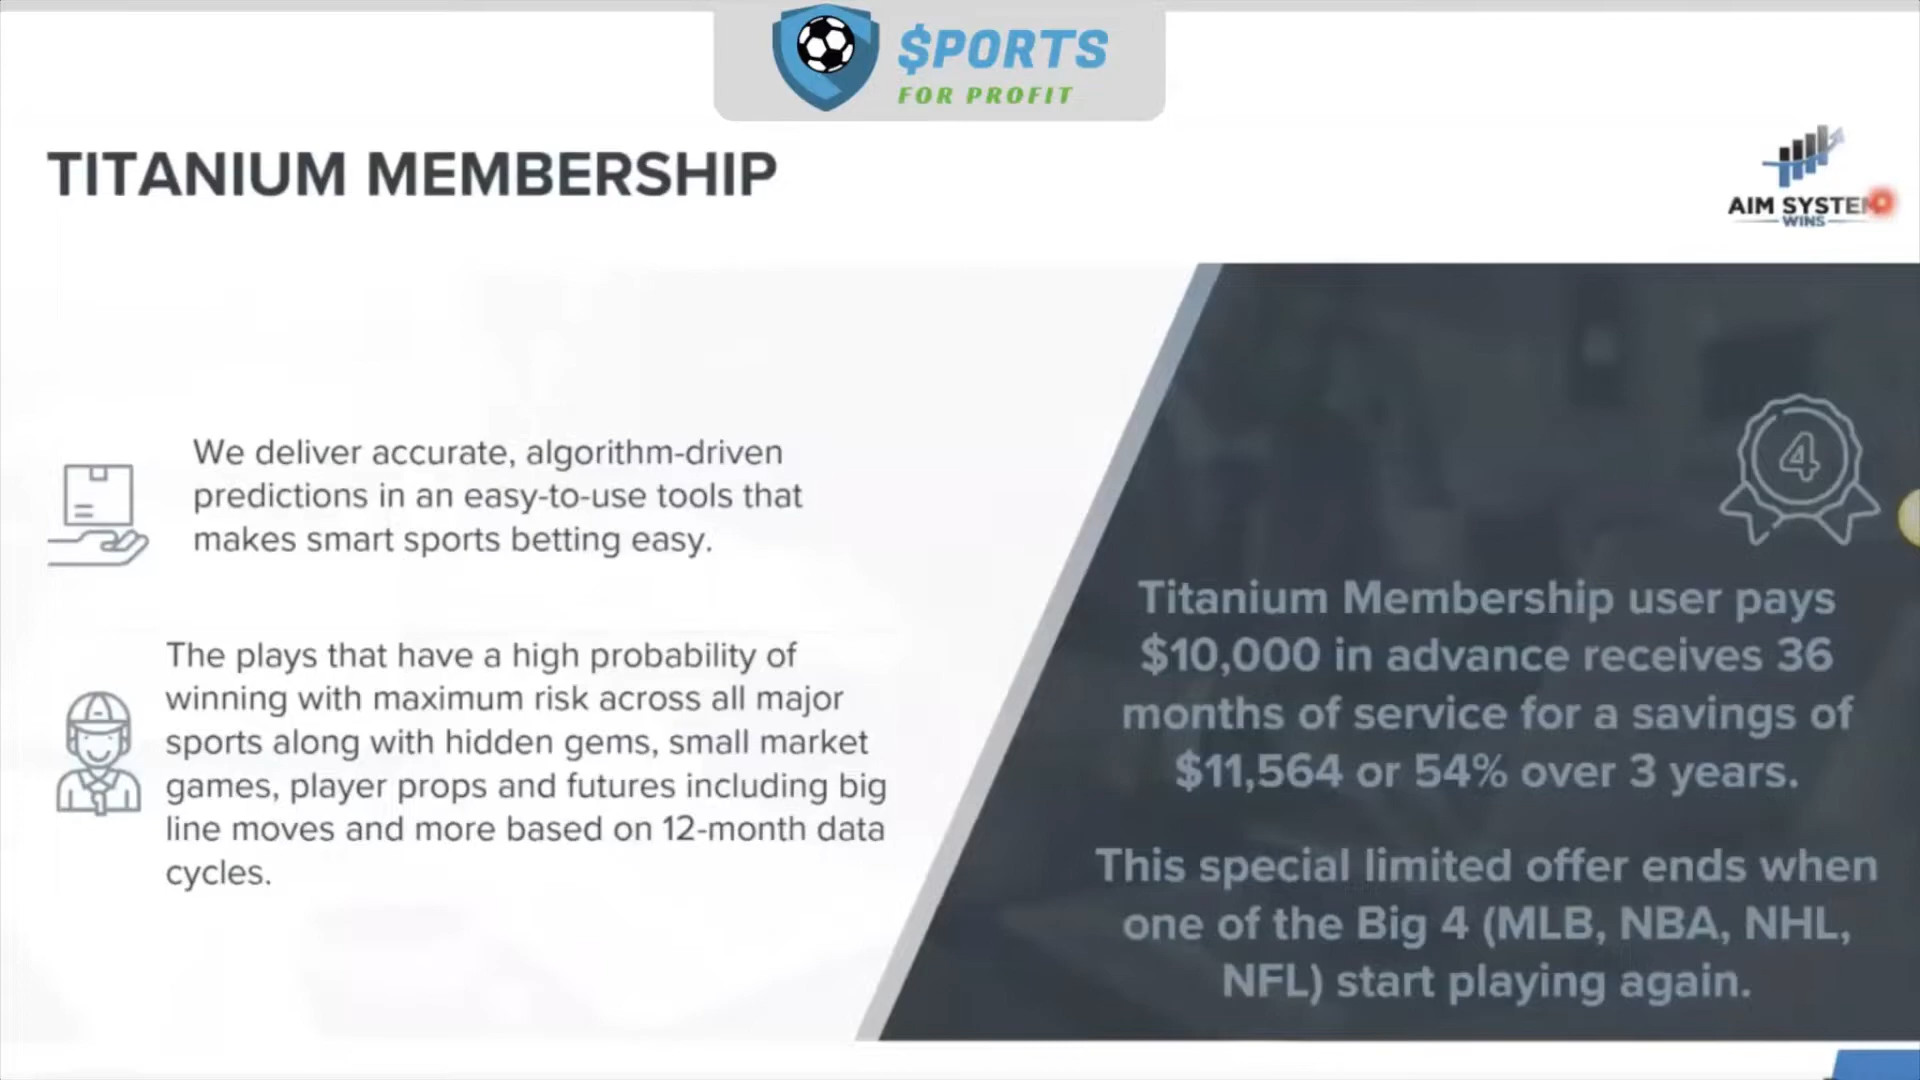 $PORTS
FOR PROFIT
TITANIUM MEMBERSHIP
AIM SYSTEM
WINS
We deliver accurate, algorithm-driven
predictions in an easy-to-use tools that
makes smart sports betting easy.
The plays that have a high probability of
winning with maximum risk across all major
sports along with hidden gems, small market
games, player props and futures including big
line moves and more based on 12-month data
cycles.
4
Titanium Membership user pays
$10,000 in advance receives 36
months of service for a savings of
$11,564 or 54% over 3 years.
This special limited offer ends when
one of the Big 4 (MLB, NBA, NHL,
NFL) start playing again.